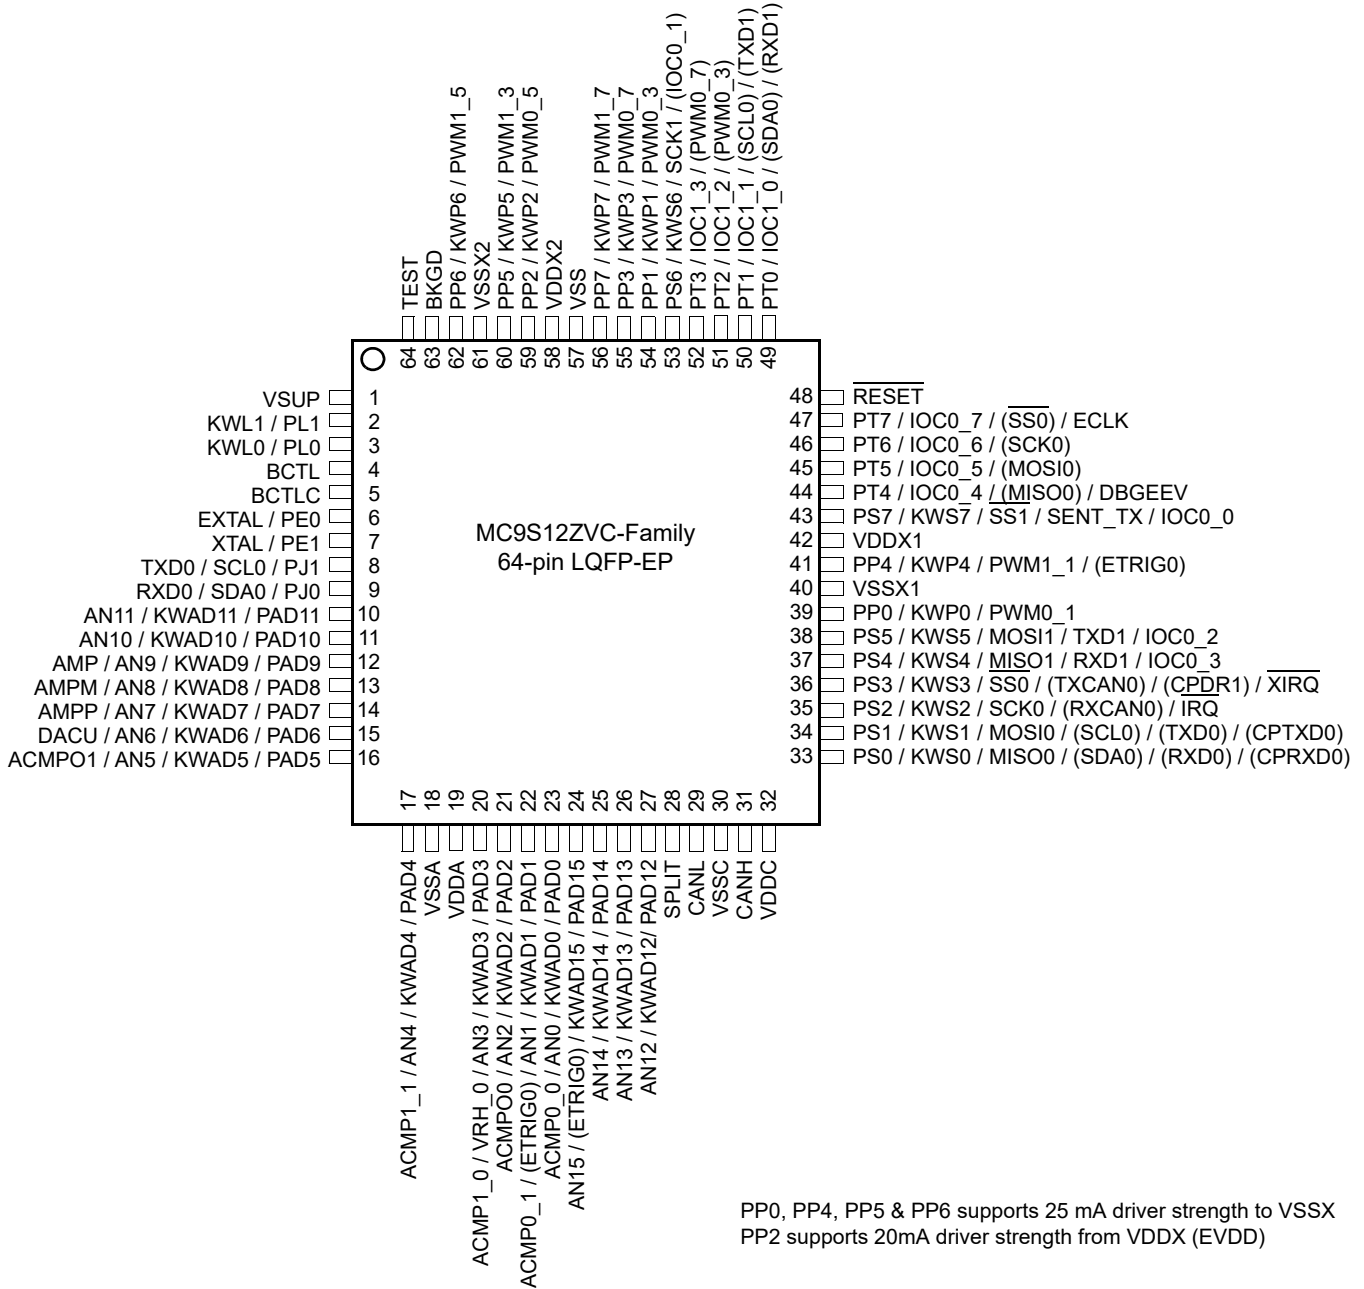 TEST
BKGD
PP6 / KWP6 / PWM1_5
VSSX2
PP5 / KWP5 / PWM1_3
PP2 / KWP2 / PWM0_5
VDDX2
VSS
PP7 / KWP7 / PWM1_7
PP3 / KWP3 / PWM0_7
PP1 / KWP1 / PWM0_3
PS6 / KWS6 / SCK1 / (IOC0_1)
PT3 / IOC1_3 / (PWM0_7)
PT2 / IOC1_2 / (PWM0_3)
PT1 / IOC1_1 / (SCL0) / (TXD1)
PT0 / IOC1_0 / (SDA0) / (RXD1)
64 63 62 61 60 59 58 57 56 55 54 53 52 51 50 49
VSUP 1
KWL1 / PL1 2
KWL0 / PL0 3
BCTL 4
BCTLC 5
EXTAL / PE0 6
XTAL / PE1 7
TXD0 / SCL0 / PJ1 8
RXD0 / SDA0 / PJ0 9
AN11 / KWAD11 / PAD11 10
AN10 / KWAD10 / PAD10 11
AMP / AN9 / KWAD9 / PAD9 12
AMPM / AN8 / KWAD8 / PAD8 13
AMPP / AN7 / KWAD7 / PAD7 14
DACU / AN6 / KWAD6 / PAD6 15
ACMPO1 / AN5 / KWAD5 / PAD5 16
MC9S12ZVC-Family
64-pin LQFP-EP
48 RESET
47 PT7 / IOC0_7 / (SS0) / ECLK
46 PT6 / IOC0_6 / (SCK0)
45 PT5 / IOC0_5 / (MOSI0)
44 PT4 / IOC0_4 / (MISO0) / DBGEEV
43 PS7 / KWS7 / SS1 / SENT_TX / IOC0_0
42 VDDX1
41 PP4 / KWP4 / PWM1_1 / (ETRIG0)
40 VSSX1
39 PP0 / KWP0 / PWM0_1
38 PS5 / KWS5 / MOSI1 / TXD1 / IOC0_2
37 PS4 / KWS4 / MISO1 / RXD1 / IOC0_3
36 PS3 / KWS3 / SS0 / (TXCAN0) / (CPDR1) / XIRQ
35 PS2 / KWS2 / SCK0 / (RXCAN0) / IRQ
34 PS1 / KWS1 / MOSI0 / (SCL0) / (TXD0) / (CPTXD0)
33 PS0 / KWS0 / MISO0 / (SDA0) / (RXD0) / (CPRXD0)
17 18 19 20 21 22 23 24 25 26 27 28 29 30 31 32
ACMP1_1 / AN4 / KWAD4 / PAD4
VSSA
VDDA
ACMP1_0 / VRH_0 / AN3 / KWAD3 / PAD3
ACMPO0 / AN2 / KWAD2 / PAD2
ACMP0_1 / (ETRIG0) / AN1 / KWAD1 / PAD1
ACMP0_0 / AN0 / KWAD0 / PAD0
AN15 / (ETRIG0) / KWAD15 / PAD15
AN14 / KWAD14 / PAD14
AN13 / KWAD13 / PAD13
AN12 / KWAD12/ PAD12
SPLIT
CANL
VSSC
CANH
VDDC
PP0, PP4, PP5 & PP6 supports 25 mA driver strength to VSSX
PP2 supports 20mA driver strength from VDDX (EVDD)